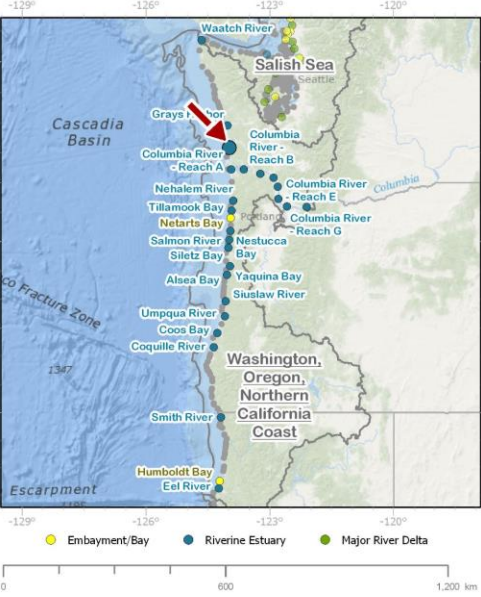 -129°
-126°
-123°
-120°
Waatch River
Salish Sea
Seattle
Cascadia
Basin
Columbia
River -
Reach B
Columbia River
- Reach A
Columbia River
- Reach E
Columbia
Nehalem River
Tillamook Bay
Netarts Bay
Columbia River
- Reach G
Salmon River
Nestucca
Bay
Siletz Bay
Alsea Bay
Yaquina Bay
Siuslaw River
Fracture Zone
Umpqua River
Coos Bay
Coquille River
1347
Washington,
Oregon,
Northern
California
Coast
Smith River
Humboldt Bay
Eel River
Escarpment
-129°
-126°
-123°
-120°
Embayment/Bay
Riverine Estuary
Major River Delta
0
600
1,200 km